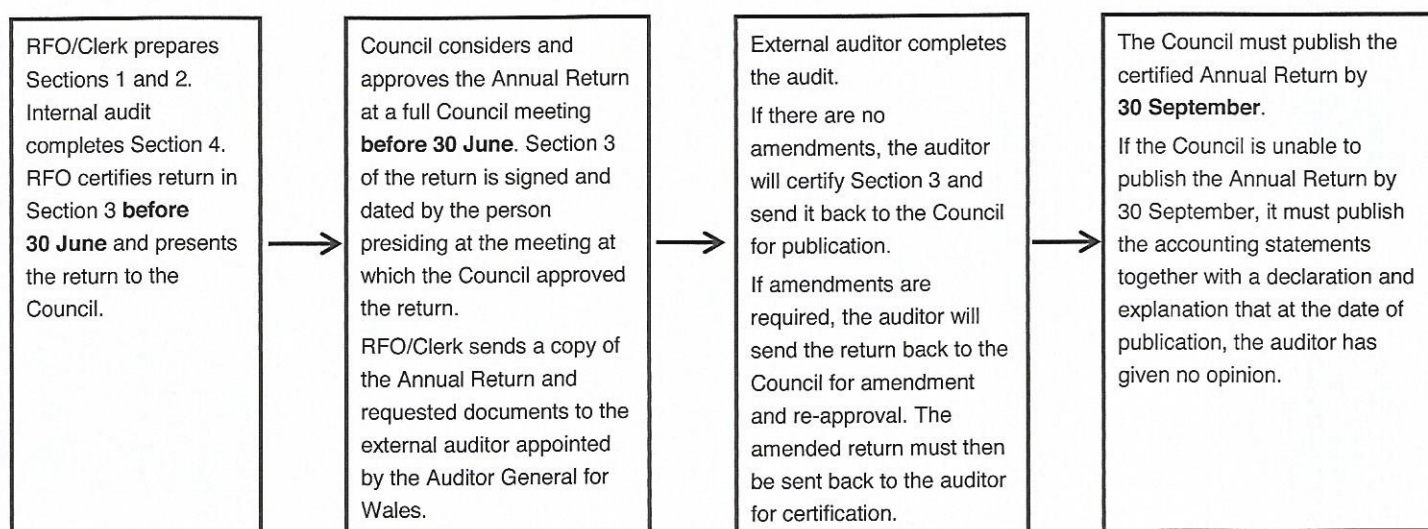 RFO/Clerk prepares
Sections 1 and 2.
Internal audit
completes Section 4.
RFO certifies return in
Section 3 before
30 June and presents
the return to the
Council.
Council considers and
approves the Annual Return
at a full Council meeting
before 30 June. Section 3
of the return is signed and
dated by the person
presiding at the meeting at
which the Council approved
the return.
RFO/Clerk sends a copy of
the Annual Return and
requested documents to the
external auditor appointed
by the Auditor General for
Wales.
External auditor completes
the audit.
If there are no
amendments, the auditor
will certify Section 3 and
send it back to the Council
for publication.
If amendments are
required, the auditor will
send the return back to the
Council for amendment
and re-approval. The
amended return must then
be sent back to the auditor
for certification.
The Council must publish the
certified Annual Return by
30 September.
If the Council is unable to
publish the Annual Return by
30 September, it must publish
the accounting statements
together with a declaration and
explanation that at the date of
publication, the auditor has
given no opinion.